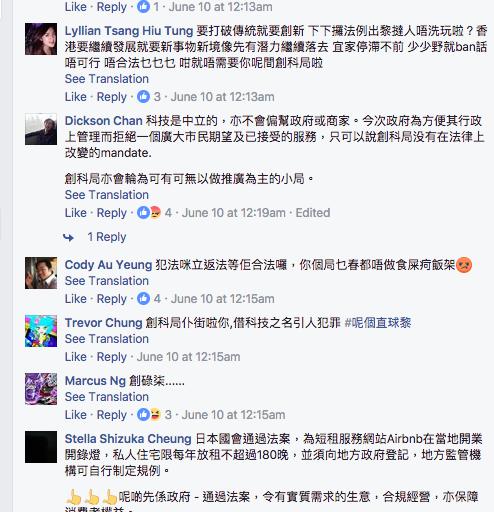 Like · Reply · 1 · June 10 at 12:13am
Lyllian Tsang Hiu Tung 要打破傳統就要創新 下下攞法例出黎撻人唔洗玩啦？香
港要繼續發展就要新事物新境像先有潛力繼續落去 宜家停滯不前 少少野就ban話
唔可行 唔合法乜乜乜 咁就唔需要你呢間創科局啦
See Translation
Like · Reply · 3 · June 10 at 12:13am
Dickson Chan 科技是中立的，亦不會偏幫政府或商家。今次政府為方便其行政
上管理而拒絕一個廣大市民期望及已接受的服務，只可以說創科局没有在法律上
改變的mandate.
創科局亦會輪為可有可無以做推廣為主的小局。
See Translation
Like · Reply · 4 · June 10 at 12:19am · Edited
1 Reply
Cody Au Yeung 犯法咪立返法等佢合法囉，你個局乜春都唔做食屎疴飯架😡
See Translation
Like · Reply · 4 · June 10 at 12:15am
Trevor Chung 創科局仆街啦你,借科技之名引人犯罪 #呢個直球黎
See Translation
Like · Reply · June 10 at 12:15am
Marcus Ng 創碌柒......
See Translation
Like · Reply · 3 · June 10 at 12:15am
Stella Shizuka Cheung 日本國會通過法案，為短租服務網站Airbnb在當地開業
開綠燈，私人住宅限每年放租不超過180晚，並須向地方政府登記，地方監管機
構可自行制定規例。
👍👍👍呢啲先係政府 - 通過法案，令有實質需求的生意，合規經營，亦保障
消費者權益。